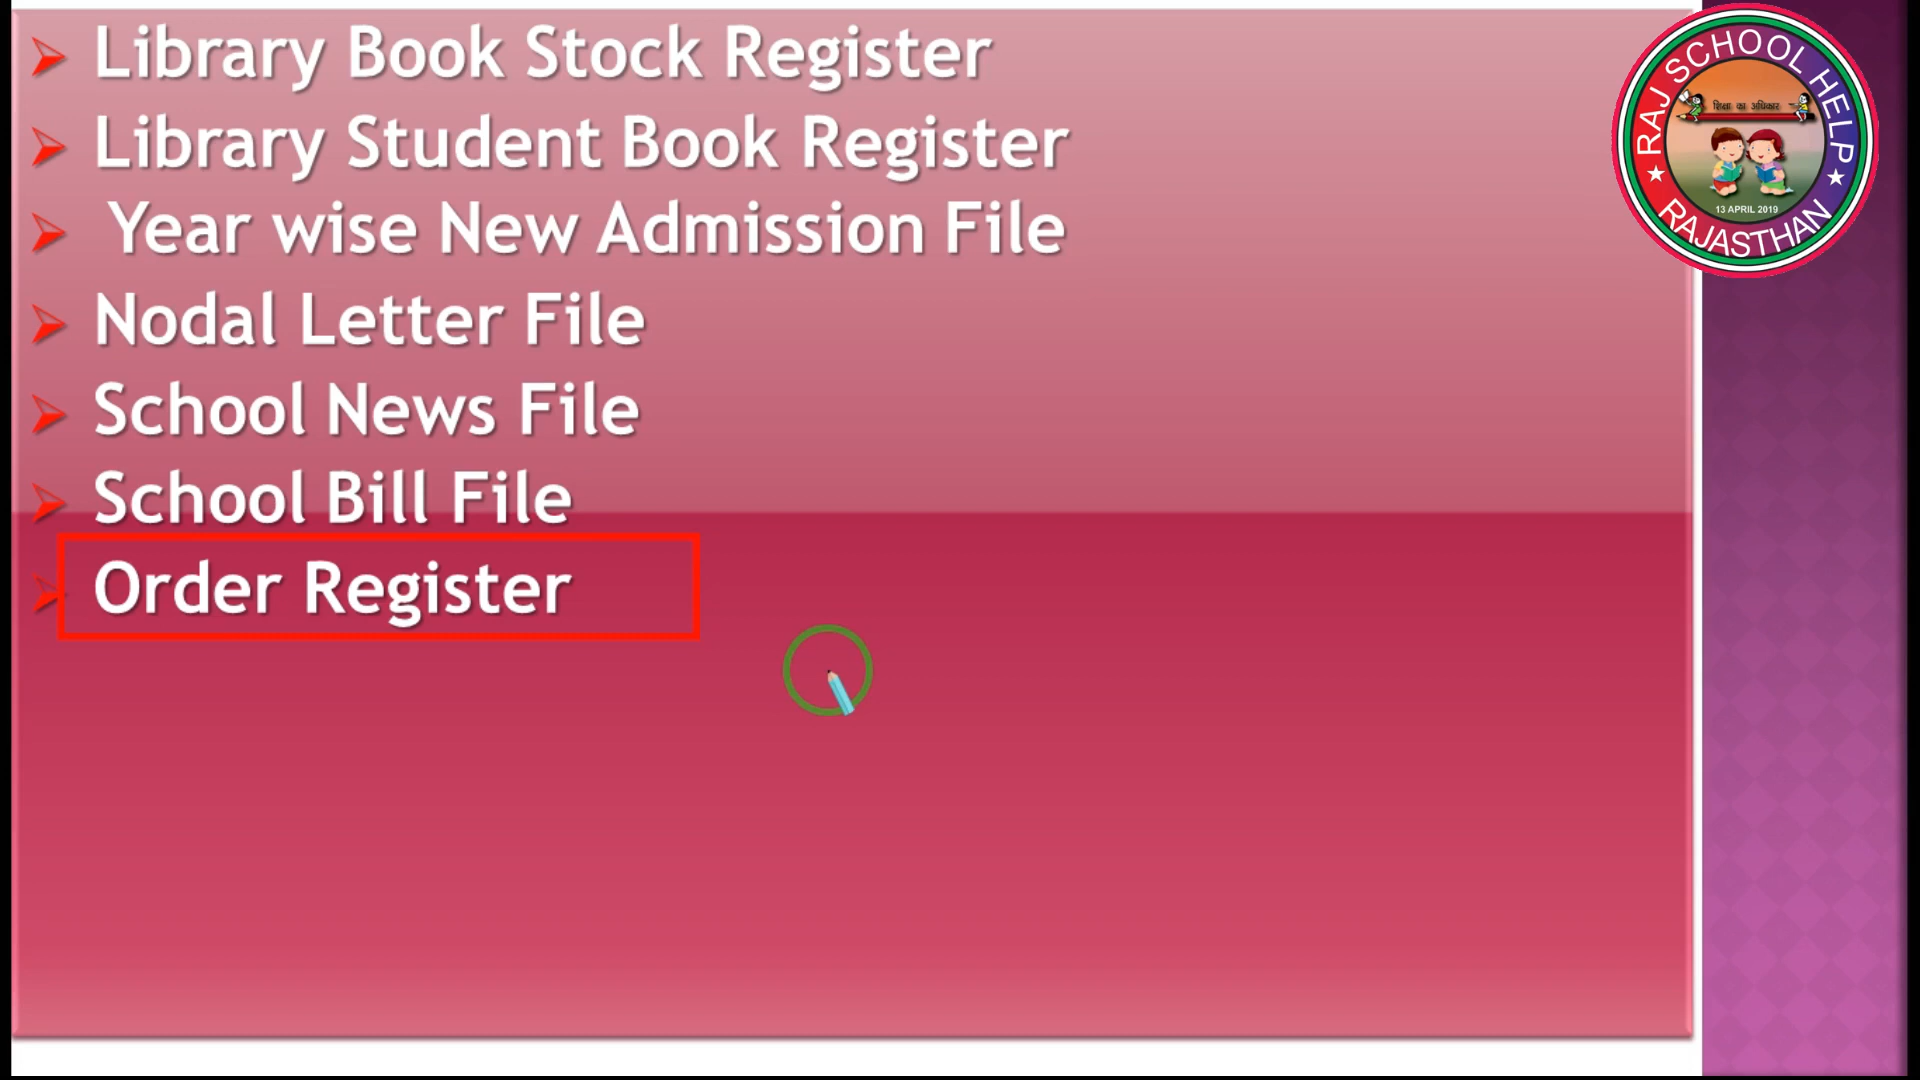 Library Book Stock Register
Library Student Book Register
Year wise New Admission File
Nodal Letter File
School News File
School Bill File
Order Register
RAJ SCHOOL HELP
शिक्षा का अधिकार
13 APRIL 2019
RAJASTHAN